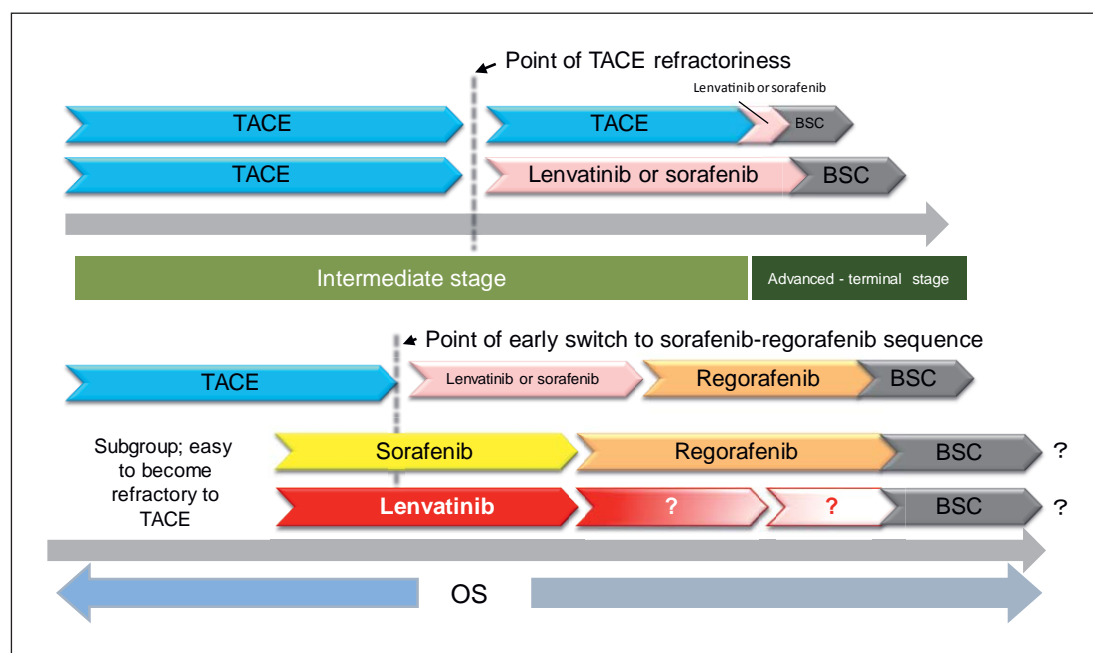 Point of TACE refractoriness
Lenvatinib or sorafenib
TACE
TACE
BSC
TACE
Lenvatinib or sorafenib
BSC
Intermediate stage
Advanced - terminal stage
Point of early switch to sorafenib-regorafenib sequence
TACE
Lenvatinib or sorafenib
Regorafenib
BSC
Subgroup; easy
to become
refractory to
TACE
Sorafenib
Regorafenib
BSC
?
Lenvatinib
?
?
BSC
?
OS